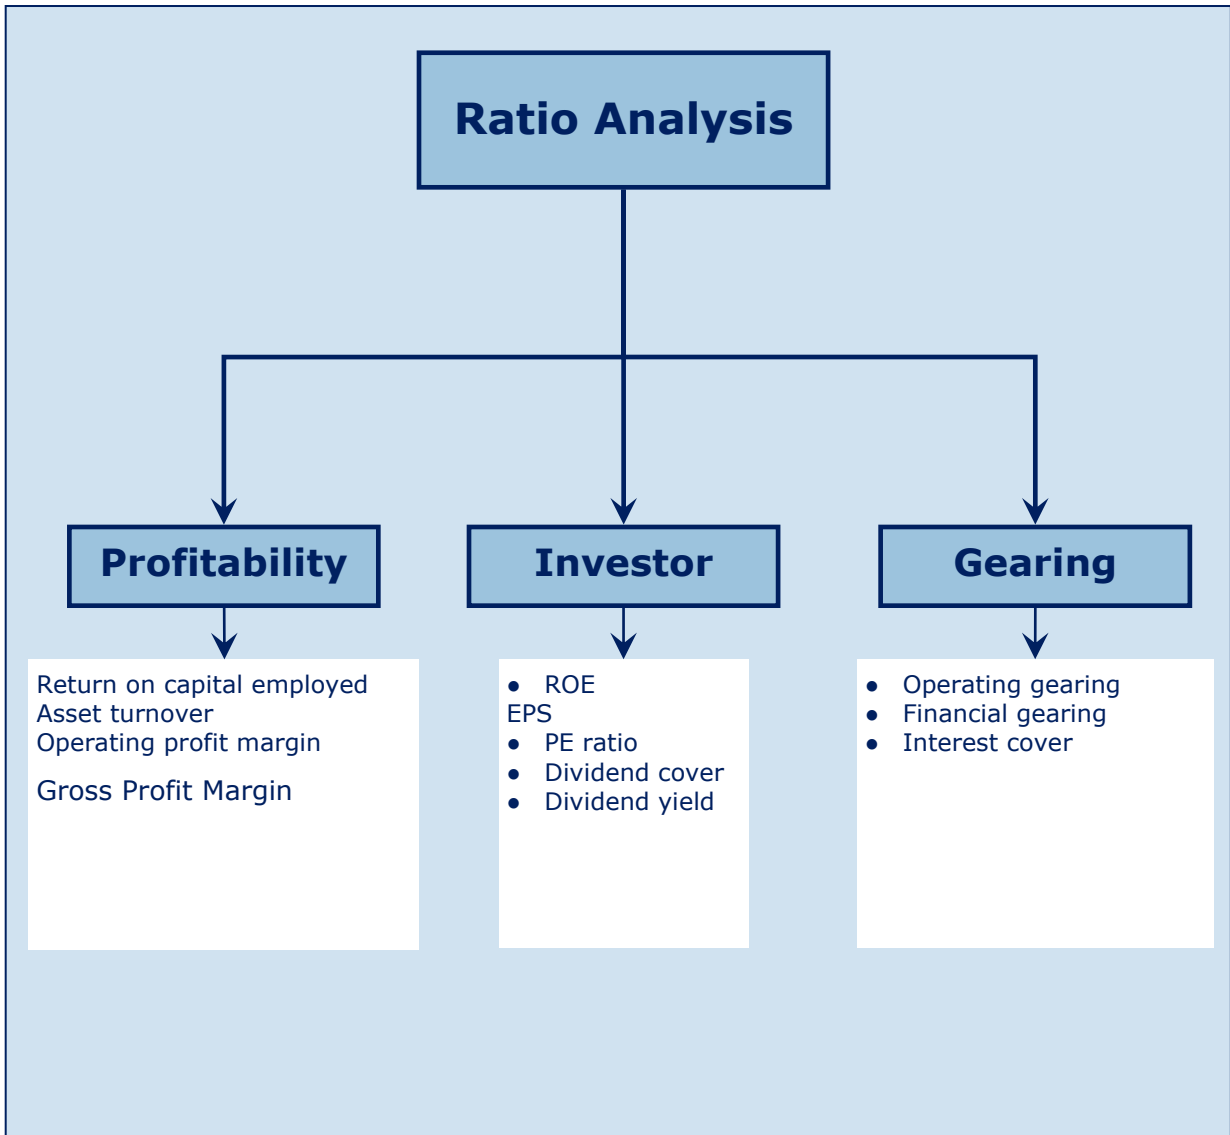 Ratio Analysis
Profitability
Investor
Gearing
Return on capital employed
Asset turnover
Operating profit margin
Gross Profit Margin
● ROE
EPS
● PE ratio
● Dividend cover
● Dividend yield
● Operating gearing
● Financial gearing
● Interest cover